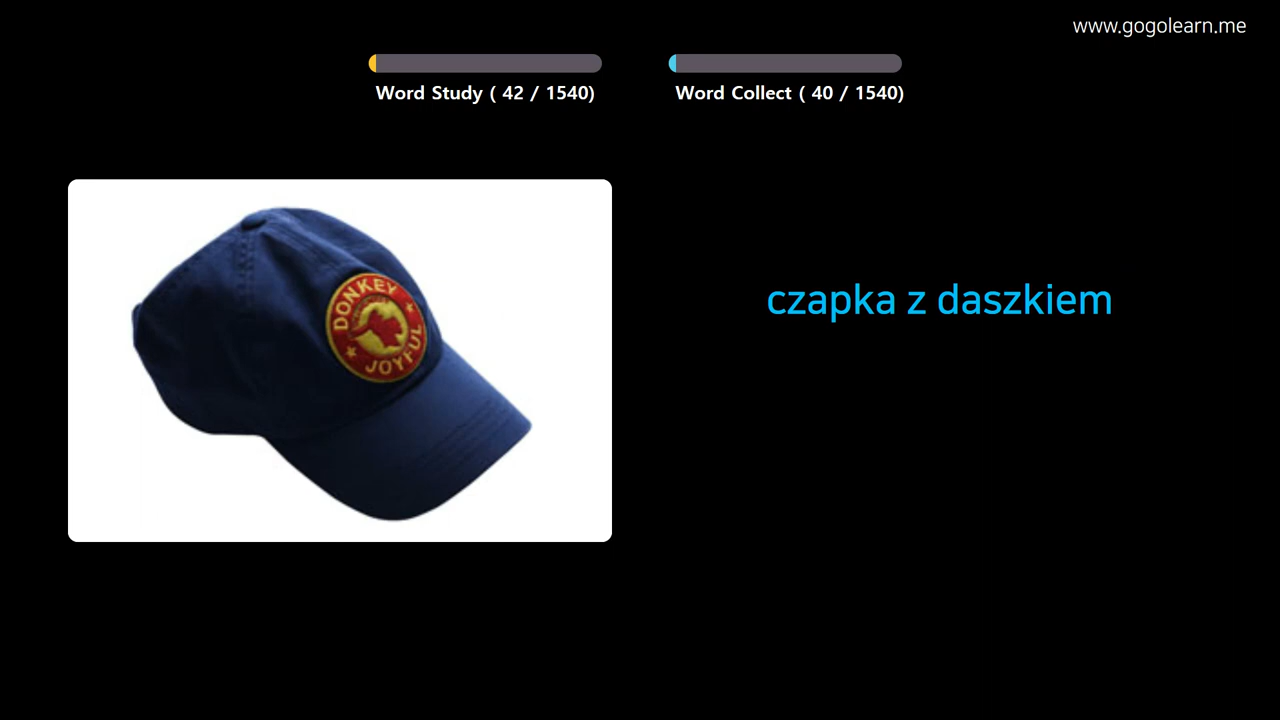 www.gogolearn.me
Word Study ( 42 / 1540)
Word Collect ( 40 / 1540)
DONKEY
JOYFUL
czapka z daszkiem